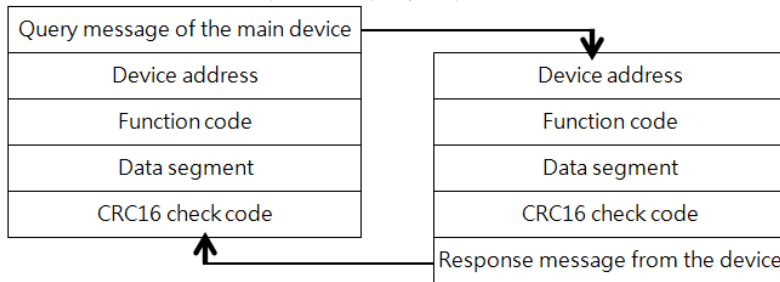 Query message of the main device
Device address
Function code
Data segment
CRC16 check code
Device address
Function code
Data segment
CRC16 check code
Response message from the device